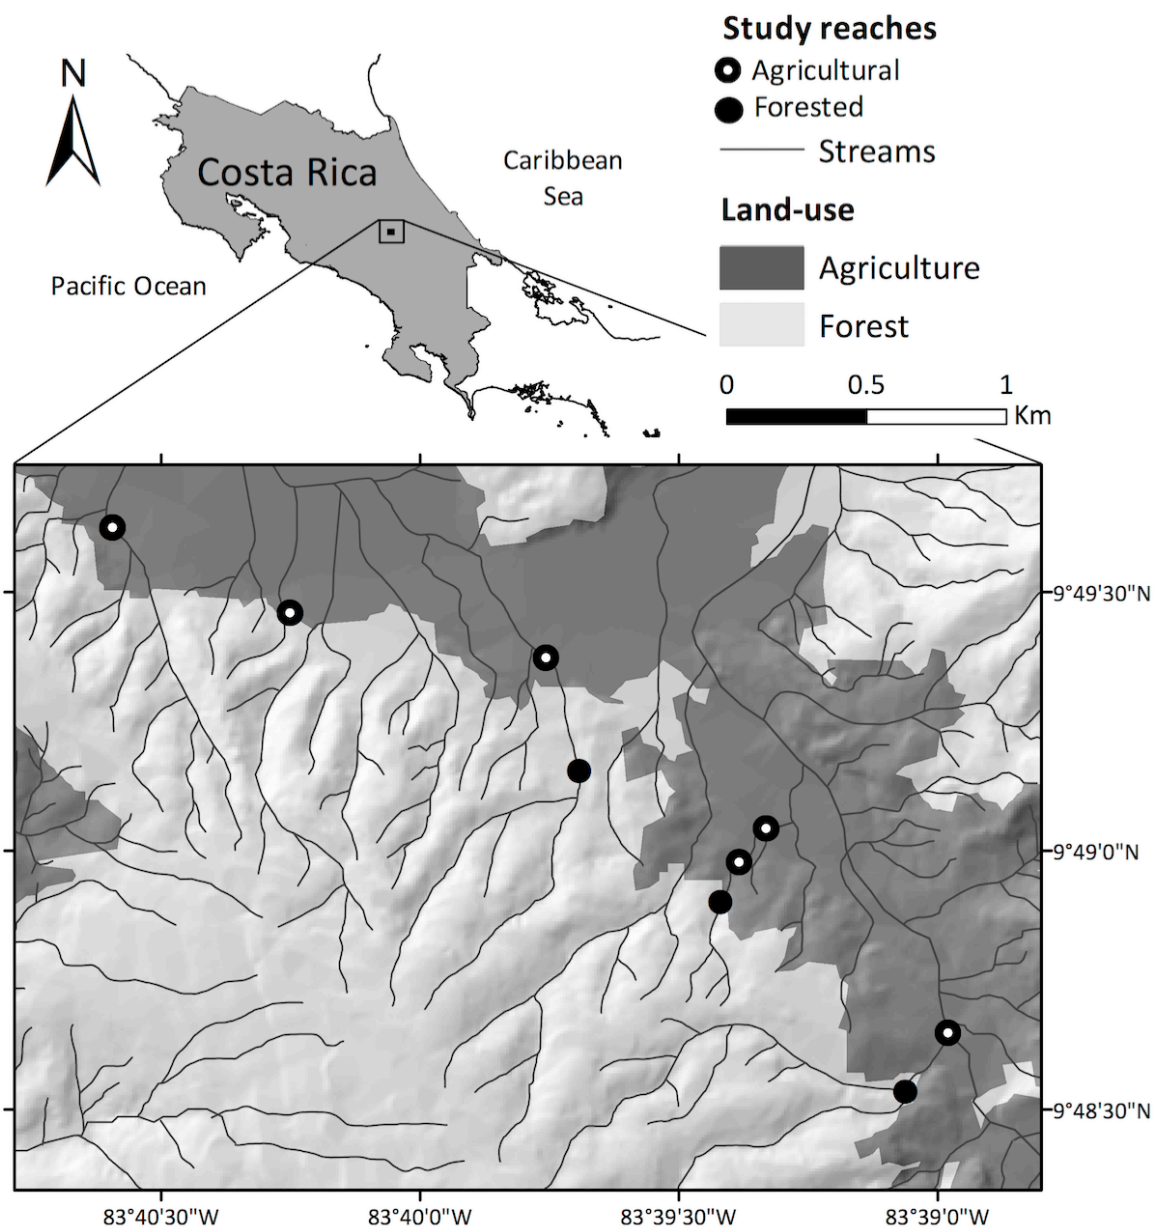 Study reaches
Agricultural
Forested
Streams
Land-use
Agriculture
Forest
0 0.5 1
Km
N
Costa Rica
Caribbean
Sea
Pacific Ocean
9°49'30"N
9°49'0"N
9°48'30"N
83°40'30"W 83°40'0"W 83°39'30"W 83°39'0"W